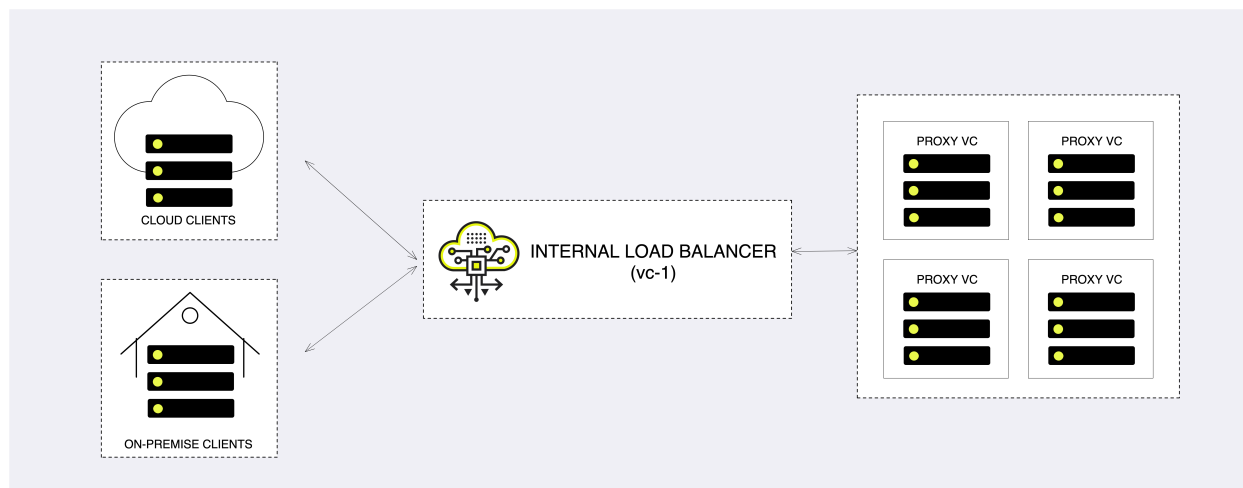 CLOUD CLIENTS
ON-PREMISE CLIENTS
INTERNAL LOAD BALANCER
(vc-1)
PROXY VC
PROXY VC
PROXY VC
PROXY VC